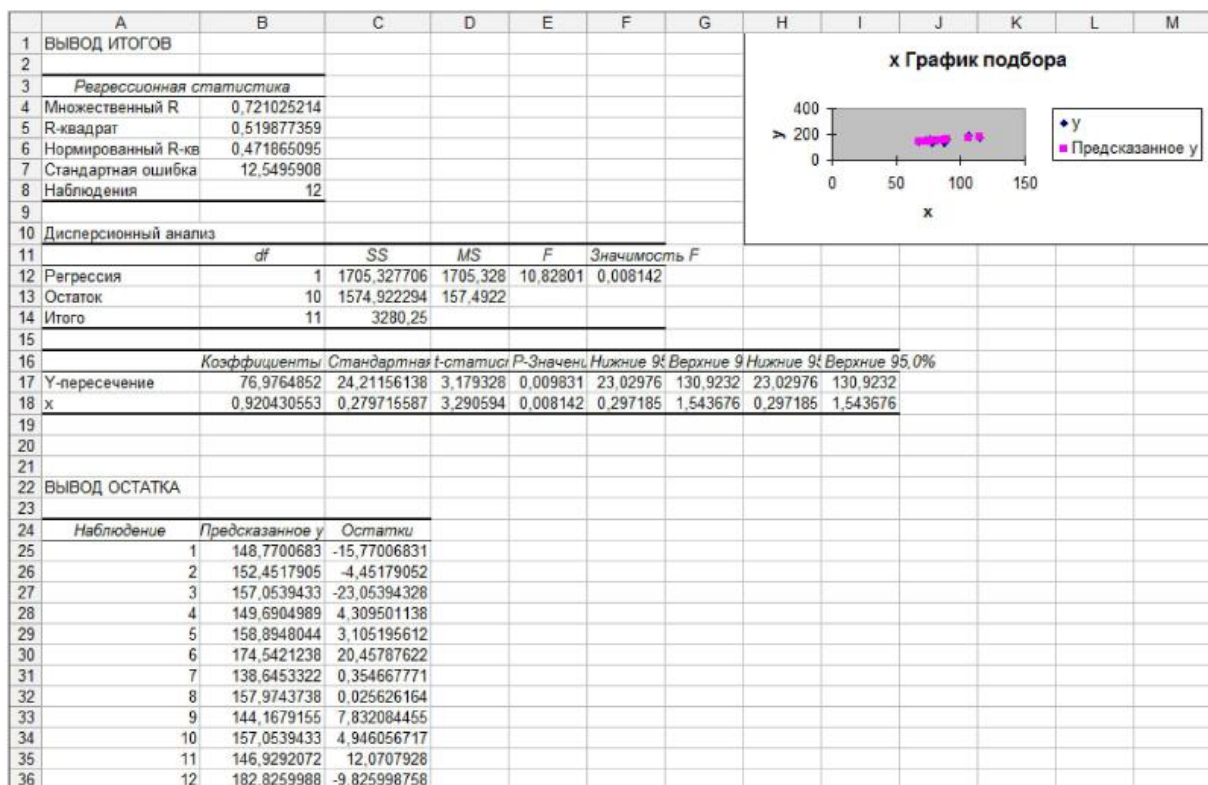 A B C D E F G H I J K L M
1 ВЫВОД ИТОГОВ
2
3 Регрессионная статистика
4 Множественный R 0,721025214
5 R-квадрат 0,519877359
6 Нормированный R-кв 0,471865095
7 Стандартная ошибка 12,5495908
8 Наблюдения 12
9
x График подбора
y
400
200
0
0 50 100 150
x
y
Предсказанное y
10 Дисперсионный анализ
11 df SS MS F Значимость F
12 Регрессия 1 1705,327706 1705,328 10,82801 0,008142
13 Остаток 10 1574,922294 157,4922
14 Итого 11 3280,25
15
16 Коэффициенты Стандартная t-статис P-Значен Нижние 95 Верхние 9 Нижние 95 Верхние 95,0%
17 Y-пересечение 76,9764852 24,21156138 3,179328 0,009831 23,02976 130,9232 23,02976 130,9232
18 x 0,920430553 0,279715587 3,290594 0,008142 0,297185 1,543676 0,297185 1,543676
19
20
21
22 ВЫВОД ОСТАТКА
23
24 Наблюдение Предсказанное y Остатки
25 1 148,7700683 -15,77006831
26 2 152,4517905 -4,45179052
27 3 157,0539433 -23,05394328
28 4 149,6904989 4,309501138
29 5 158,8948044 3,105195612
30 6 174,5421238 20,45787622
31 7 138,6453322 0,354667771
32 8 157,9743738 0,025626164
33 9 144,1679155 7,832084455
34 10 157,0539433 4,946056717
35 11 146,9292072 12,0707928
36 12 182,8259988 -9,825998758